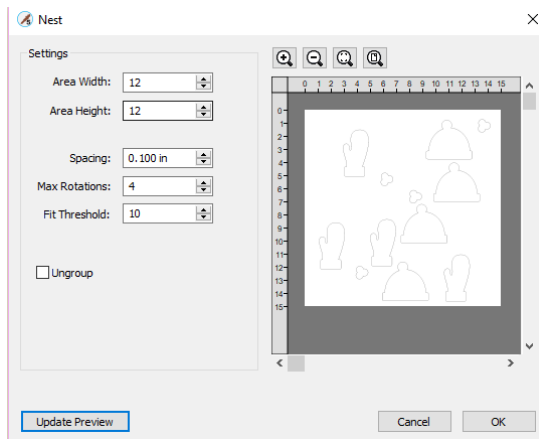 Nest
Settings
Area Width: 12
Area Height: 12
Spacing: 0.100 in
Max Rotations: 4
Fit Threshold: 10
Ungroup
0 1 2 3 4 5 6 7 8 9 10 11 12 13 14 15
0
1
2
3
4
5
6
7
8
9
10
11
12
13
14
15
Update Preview
Cancel
OK